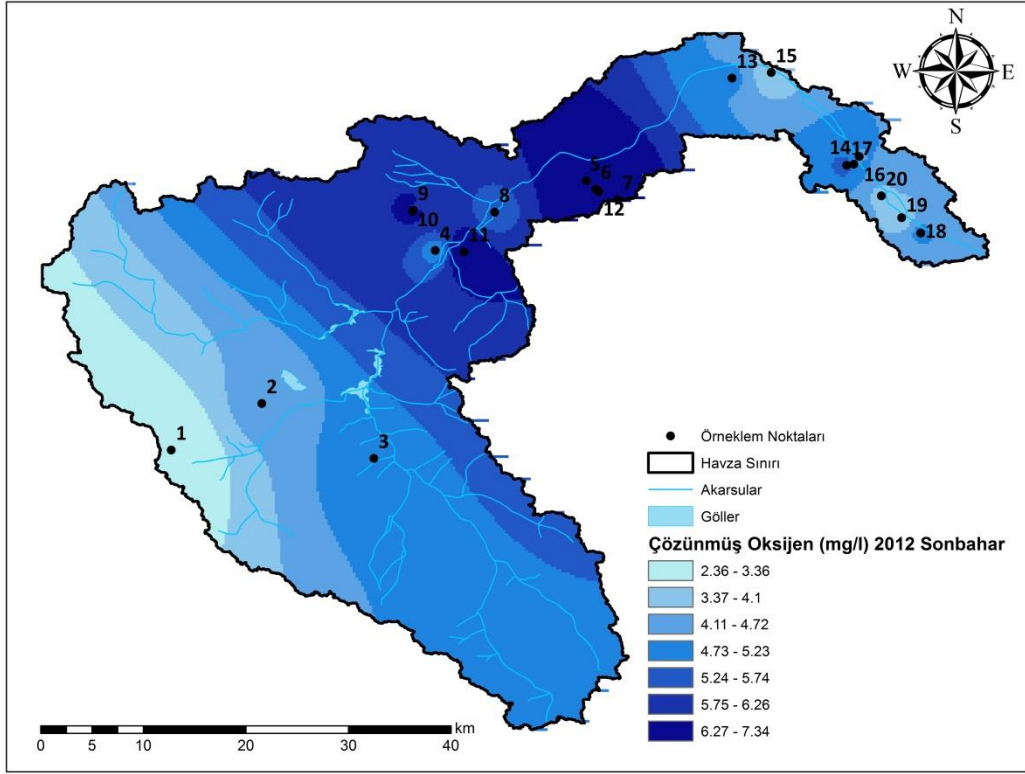 N
W E
S
13 15
14 17
16 20
19
18
5 6 7
12
9
10
8
4 11
2
1
3
Örneklem Noktaları
Havza Sınırı
Akarsular
Göller
Çözünmüş Oksijen (mg/l) 2012 Sonbahar
2.36 - 3.36
3.37 - 4.1
4.11 - 4.72
4.73 - 5.23
5.24 - 5.74
5.75 - 6.26
6.27 - 7.34
km
0 5 10 20 30 40